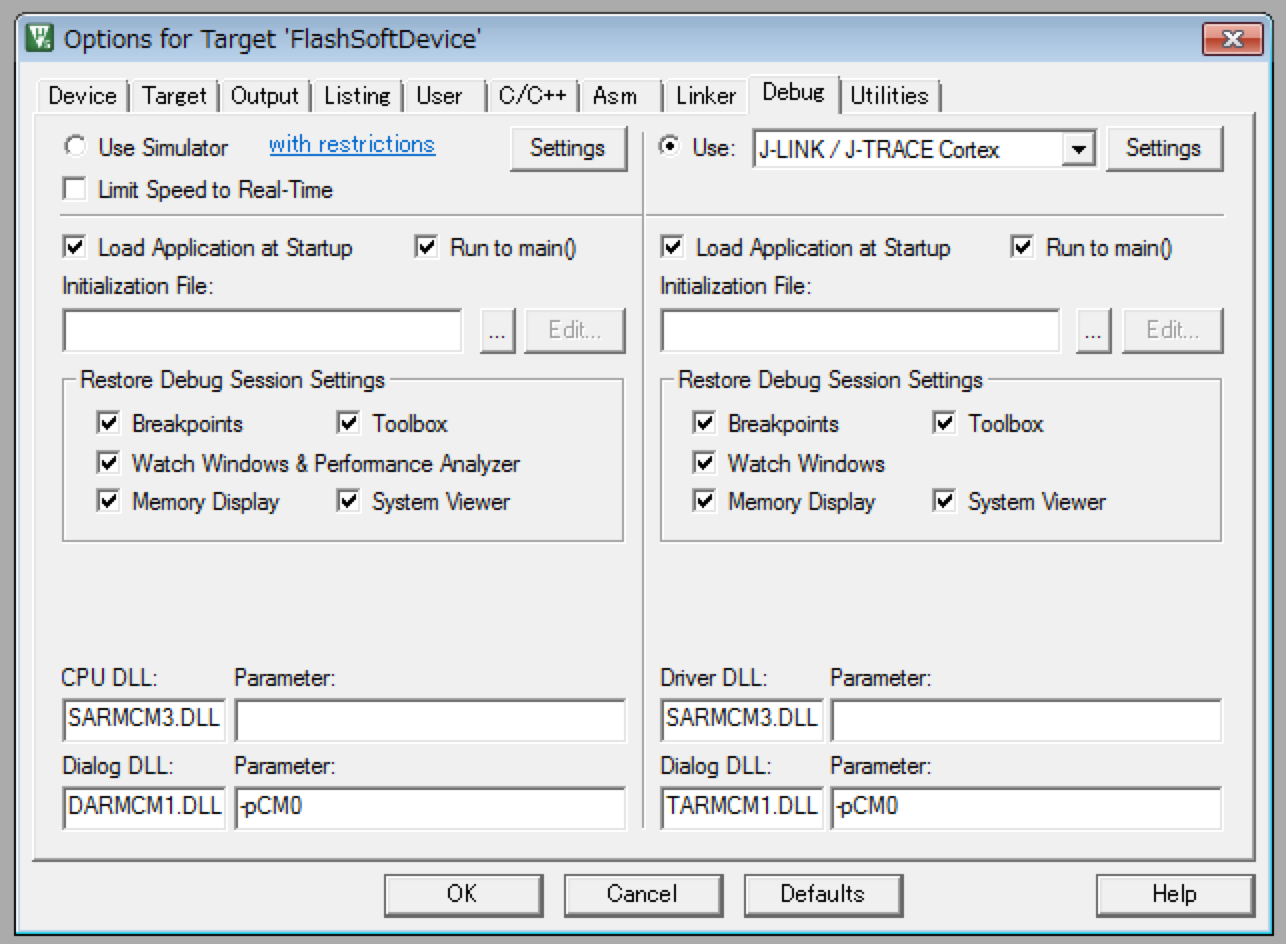 Options for Target 'FlashSoftDevice'
Device Target Output Listing User C/C++ Asm Linker Debug Utilities
Use Simulator with restrictions Settings Use: J-LINK / J-TRACE Cortex Settings
Limit Speed to Real-Time
Load Application at Startup Run to main() Load Application at Startup Run to main()
Initialization File: Initialization File:
... Edit... ... Edit...
Restore Debug Session Settings Restore Debug Session Settings
Breakpoints Toolbox Breakpoints Toolbox
Watch Windows & Performance Analyzer Watch Windows
Memory Display System Viewer Memory Display System Viewer
CPU DLL: Parameter: Driver DLL: Parameter:
SARMCM3.DLL SARMCM3.DLL
Dialog DLL: Parameter: Dialog DLL: Parameter:
DARMCM1.DLL -pCM0 TARMCM1.DLL -pCM0
OK Cancel Defaults Help